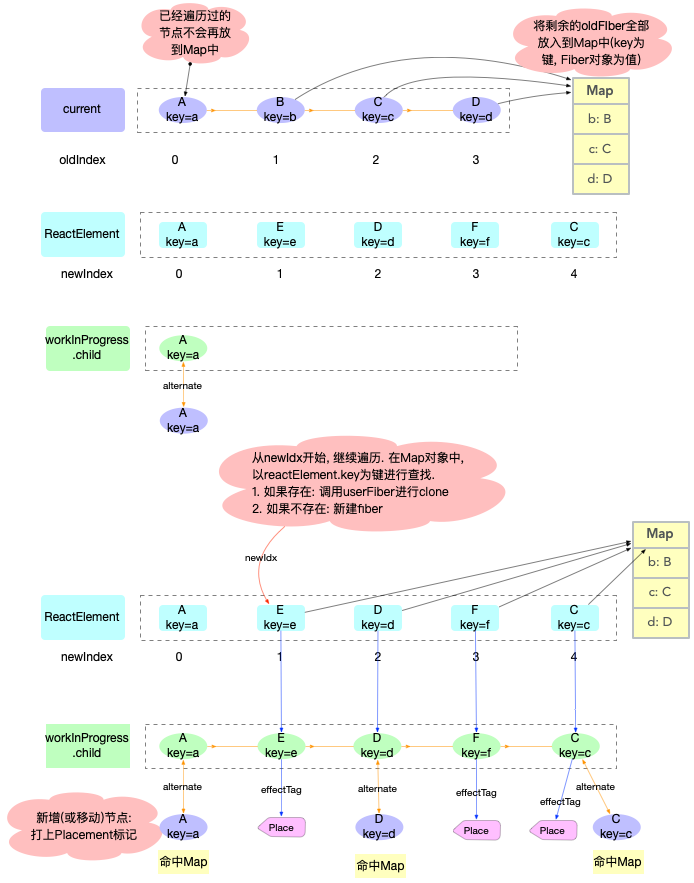 已经遍历过的
节点不会再放
到Map中
将剩余的oldFIber全部
放入到Map中(key为
键, Fiber对象为值)
current
A
key=a
B
key=b
C
key=c
D
key=d
Map
b: B
c: C
d: D
oldIndex
0
1
2
3
ReactElement
A
key=a
E
key=e
D
key=d
F
key=f
C
key=c
newIndex
0
1
2
3
4
workInProgress
.child
A
key=a
alternate
A
key=a
从newIdx开始, 继续遍历. 在Map对象中,
以reactElement.key为键进行查找.
1. 如果存在: 调用userFiber进行clone
2. 如果不存在: 新建fiber
newIdx
Map
b: B
c: C
d: D
ReactElement
A
key=a
E
key=e
D
key=d
F
key=f
C
key=c
newIndex
0
1
2
3
4
workInProgress
.child
A
key=a
E
key=e
D
key=d
F
key=f
C
key=c
alternate
effectTag
alternate
effectTag
effectTag
alternate
新增(或移动)节点:
打上Placement标记
A
key=a
Place
D
key=d
Place
Place
C
key=c
命中Map
命中Map
命中Map